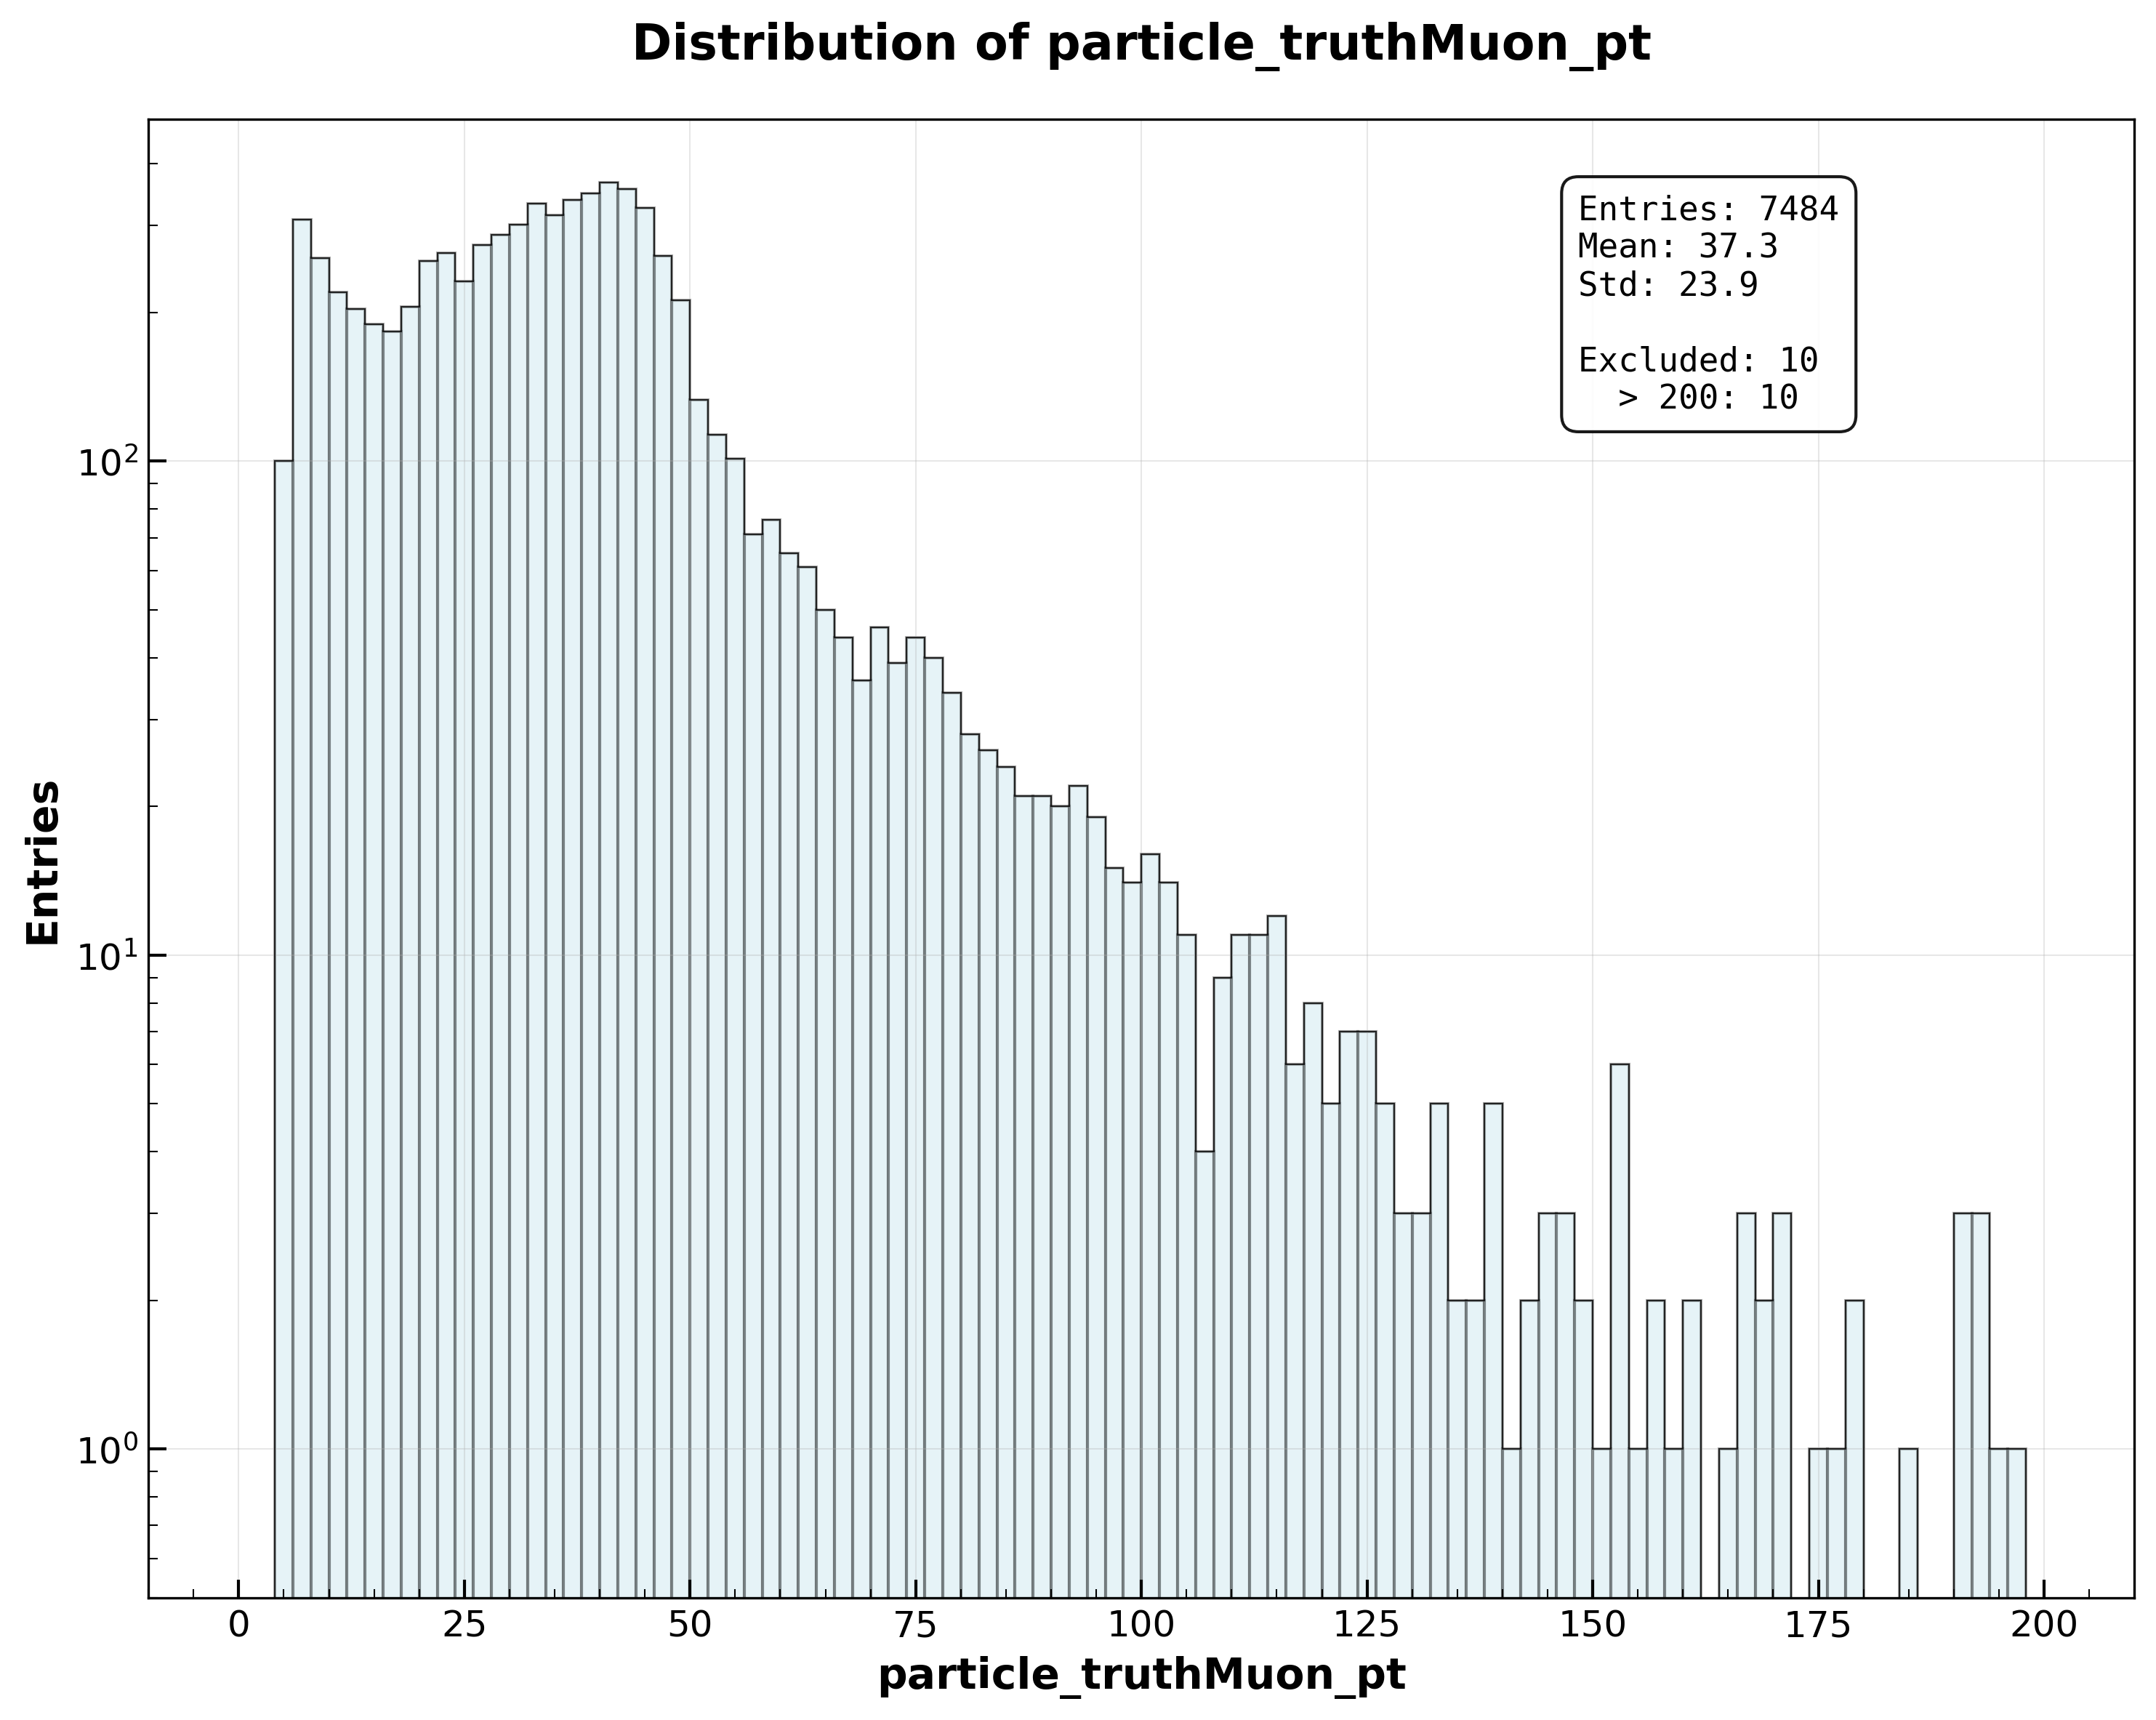 Distribution of particle_truthMuon_pt
Entries: 7484
Mean: 37.3
Std: 23.9
Excluded: 10
> 200: 10
Entries
10²
10¹
10⁰
0 25 50 75 100 125 150 175 200
particle_truthMuon_pt